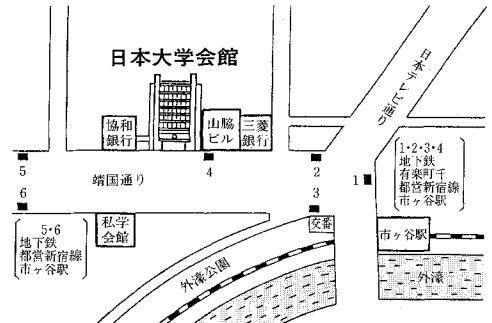 日本大学会館
日本テレビ通り
協和
銀行
山脇
ビル
三菱
銀行
5
靖国通り
4
2
1
1・2・3・4
地下鉄
有楽町千
都営新宿線
市ヶ谷駅
6
3
5・6
地下鉄
都営新宿線
市ヶ谷駅
私学
会館
交番
市ヶ谷駅
外濠公園
外濠